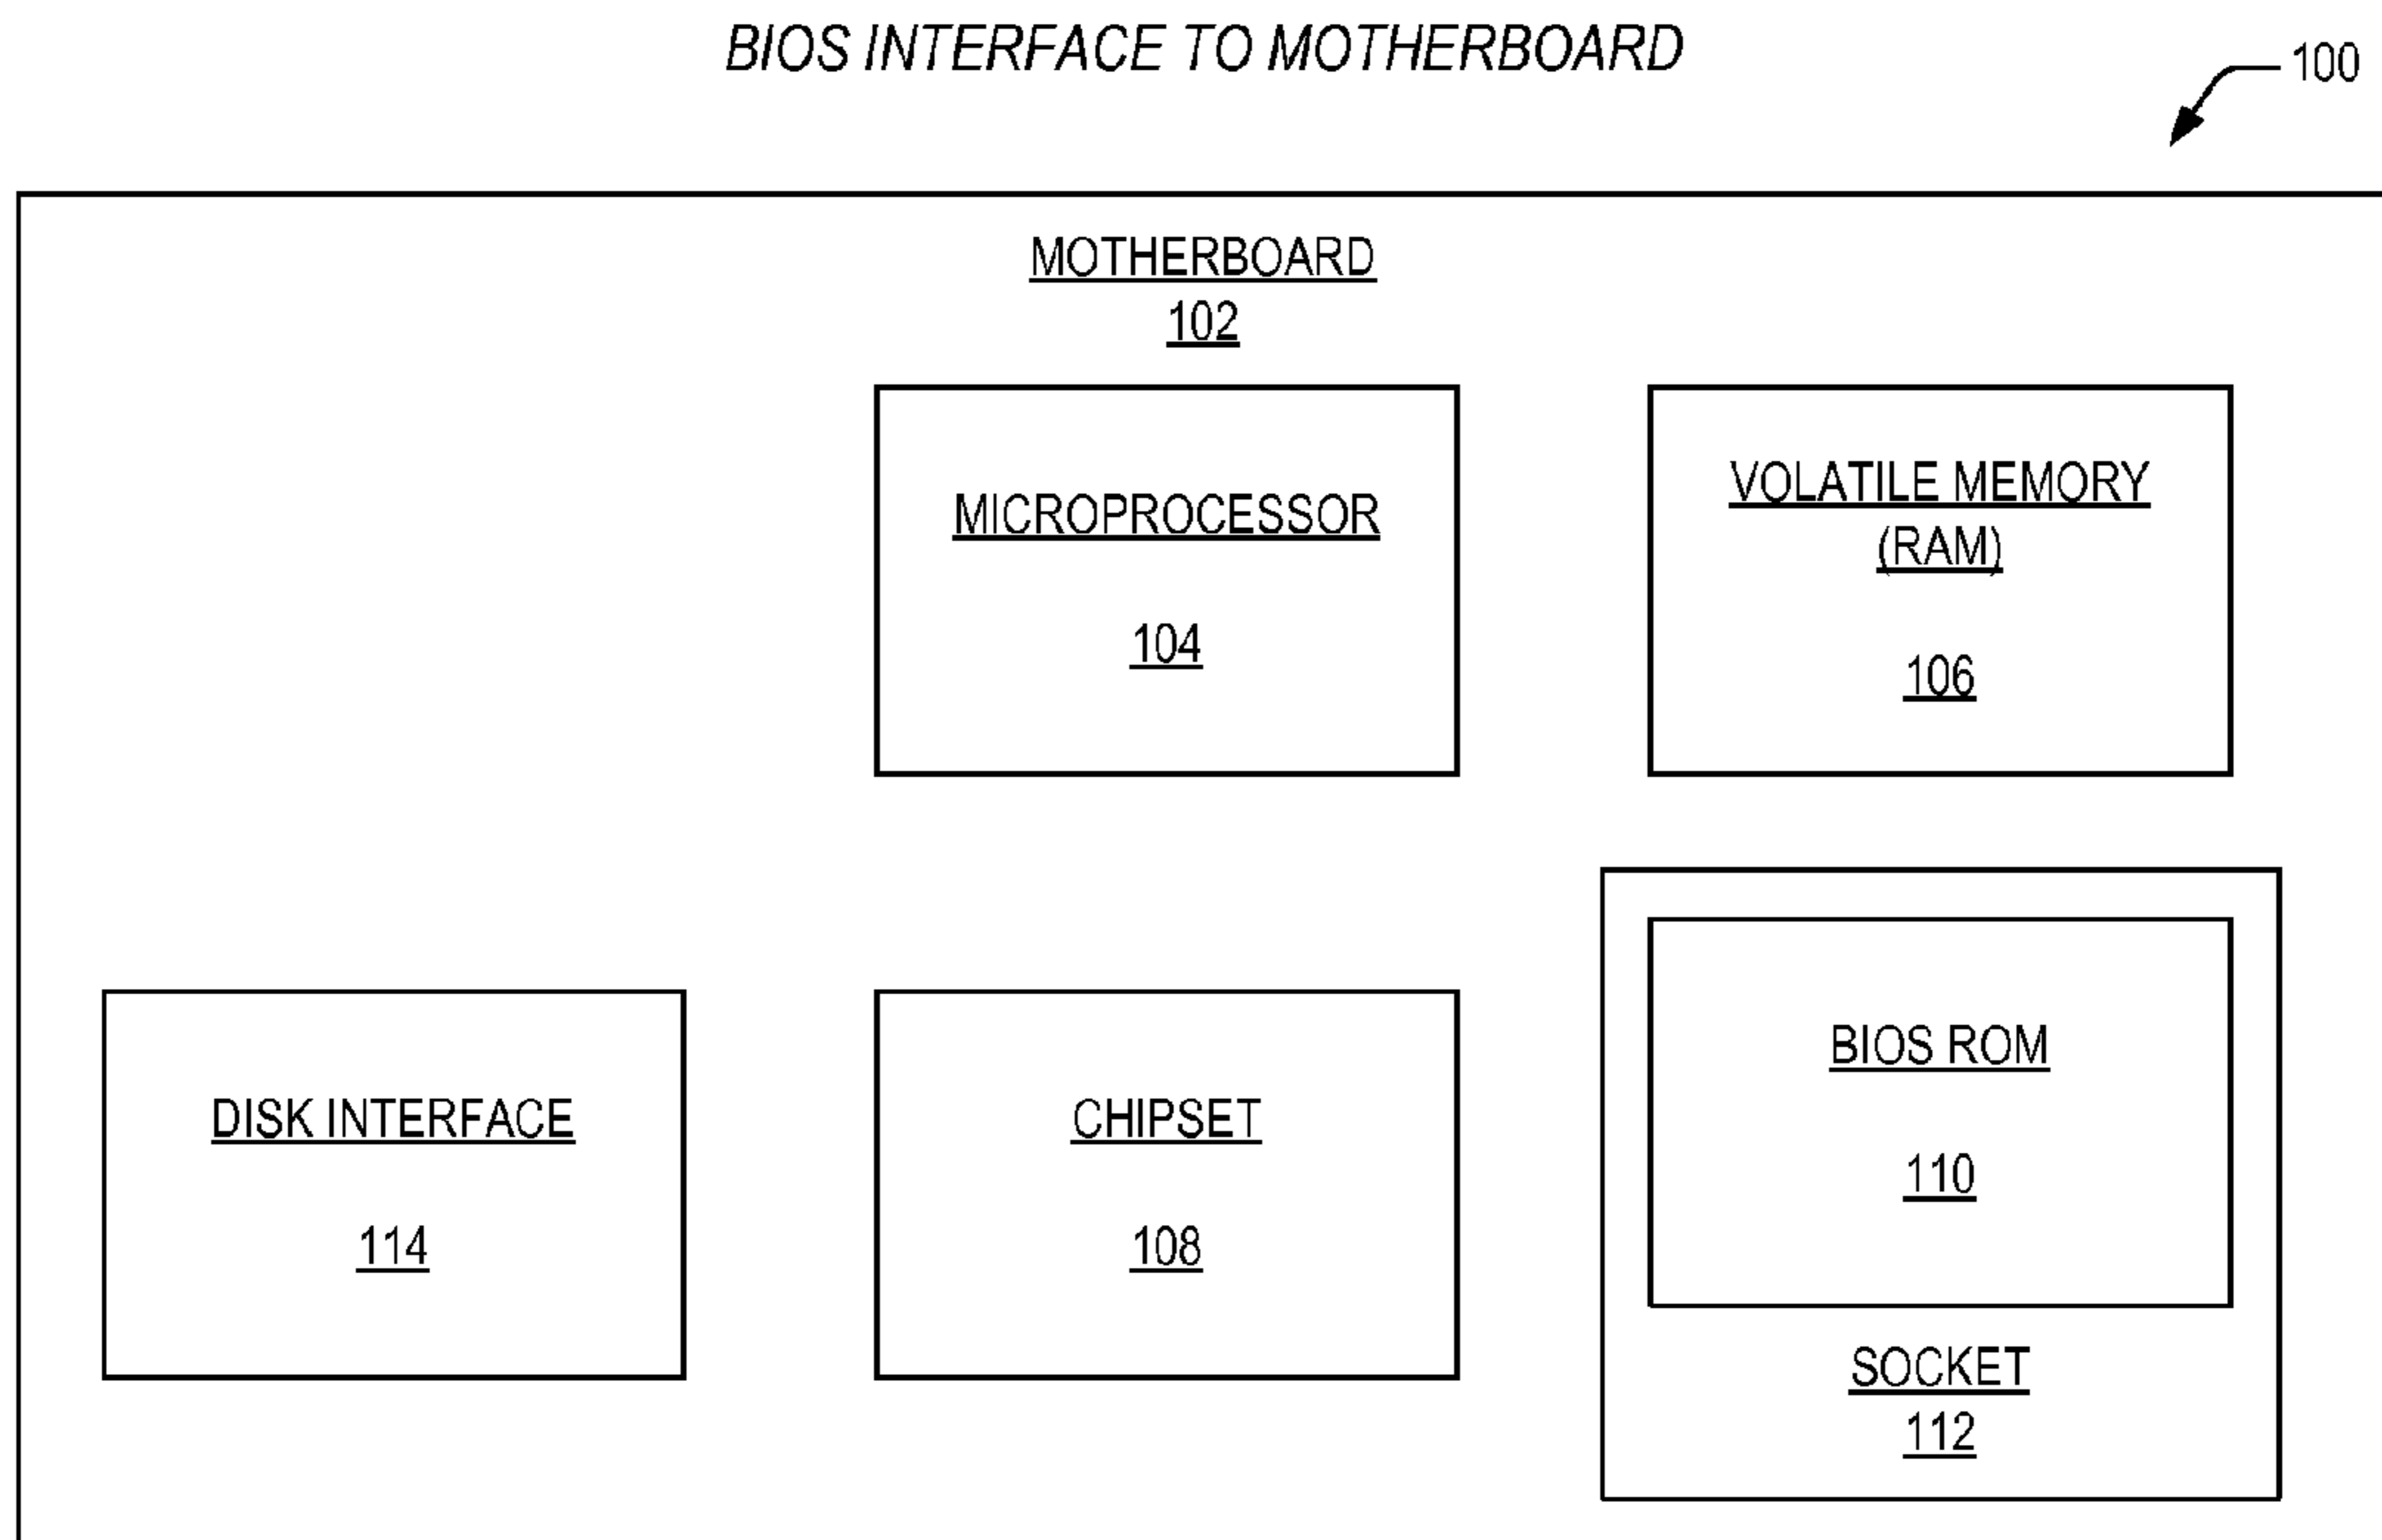 BIOS INTERFACE TO MOTHERBOARD
100
MOTHERBOARD
102
MICROPROCESSOR
104
VOLATILE MEMORY
(RAM)
106
DISK INTERFACE
114
CHIPSET
108
BIOS ROM
110
SOCKET
112